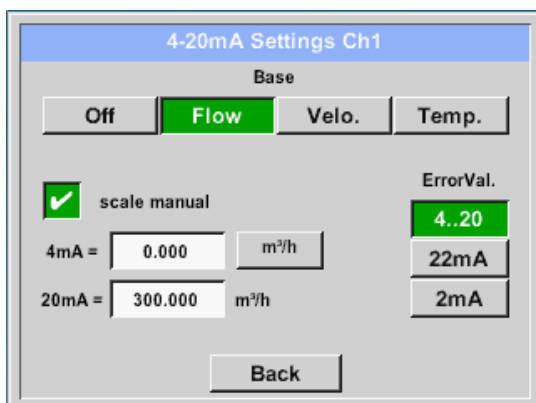 4-20mA Settings Ch1
Base
Off Flow Velo. Temp.
ErrorVal.
scale manual
4..20
4mA = 0.000 m³/h
22mA
20mA = 300.000 m³/h
2mA
Back